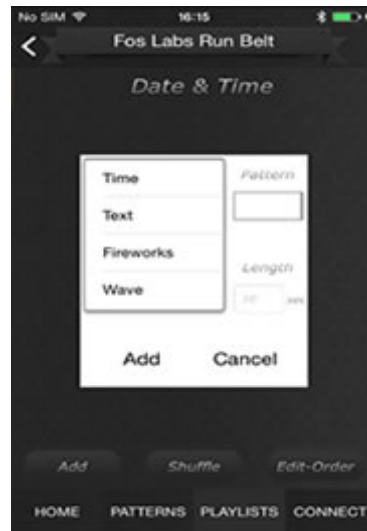 No SIM 16:15
Fos Labs Run Belt
Date & Time
Time
Pattern
Text
Fireworks
Length
Wave
Add Cancel
Add Shuffle Edit-Order
HOME PATTERNS PLAYLISTS CONNECT